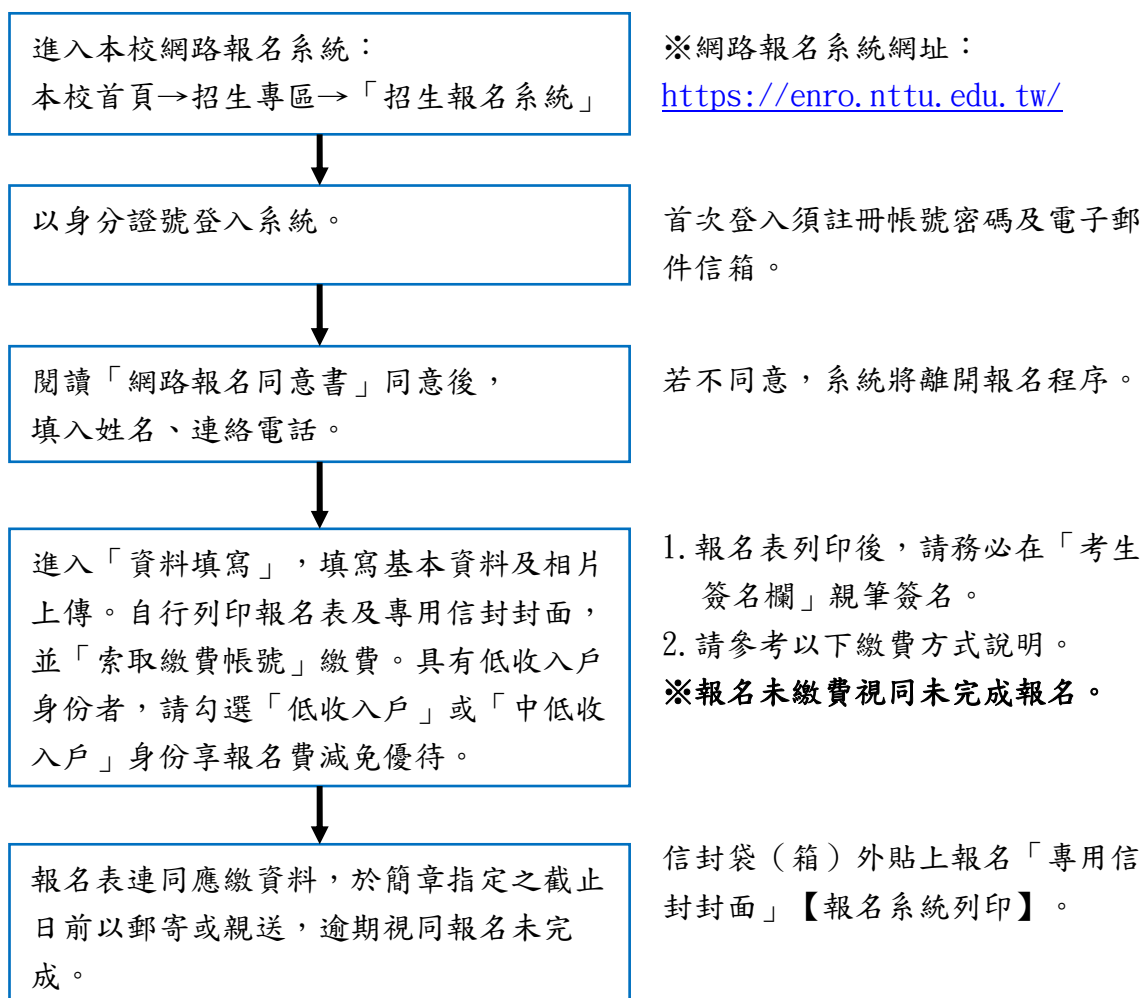 進入本校網路報名系統：
本校首頁→招生專區→「招生報名系統」
※網路報名系統網址：
https://enro.nttu.edu.tw/
以身分證號登入系統。
首次登入須註冊帳號密碼及電子郵
件信箱。
閱讀「網路報名同意書」同意後，
填入姓名、連絡電話。
若不同意，系統將離開報名程序。
進入「資料填寫」，填寫基本資料及相片
上傳。自行列印報名表及專用信封封面，
並「索取繳費帳號」繳費。具有低收入戶
身份者，請勾選「低收入戶」或「中低收
入戶」身份享報名費減免優待。
1.報名表列印後，請務必在「考生
簽名欄」親筆簽名。
2.請參考以下繳費方式說明。
※報名未繳費視同未完成報名。
報名表連同應繳資料，於簡章指定之截止
日前以郵寄或親送，逾期視同報名未完
成。
信封袋（箱）外貼上報名「專用信
封封面」【報名系統列印】。